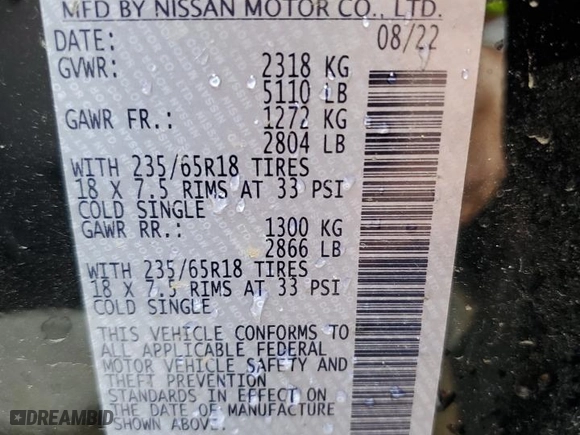 MFD BY NISSAN MOTOR CO., LTD.
DATE: 08/22
GVWR: 2318 KG
5110 LB
GAWR FR.: 1272 KG
2804 LB
WITH 235/65R18 TIRES
18 X 7.5 RIMS AT 33 PSI
COLD SINGLE
GAWR RR.: 1300 KG
2866 LB
WITH 235/65R18 TIRES
18 X 7.5 RIMS AT 33 PSI
COLD SINGLE
THIS VEHICLE CONFORMS TO
ALL APPLICABLE FEDERAL
MOTOR VEHICLE SAFETY AND
THEFT PREVENTION
STANDARDS IN EFFECT ON
THE DATE OF MANUFACTURE
SHOWN ABOVE.
DREAMBID